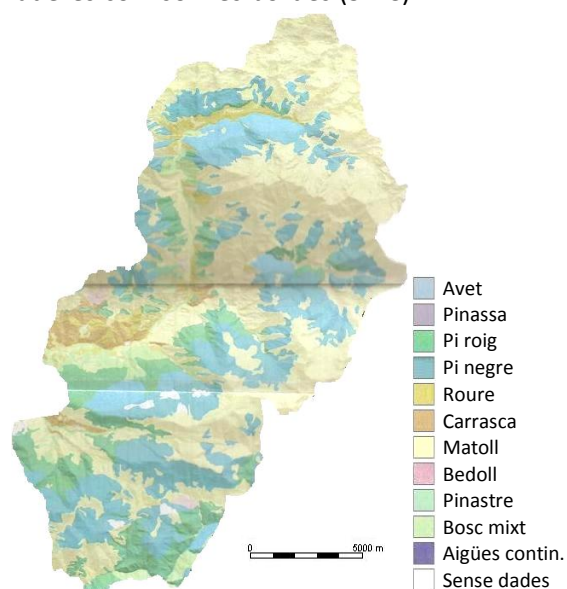 Avet
Pinassa
Pi roig
Pi negre
Roure
Carrasca
Matoll
Bedoll
Pinastre
Bosc mixt
Aigües contin.
Sense dades
0 5000 m